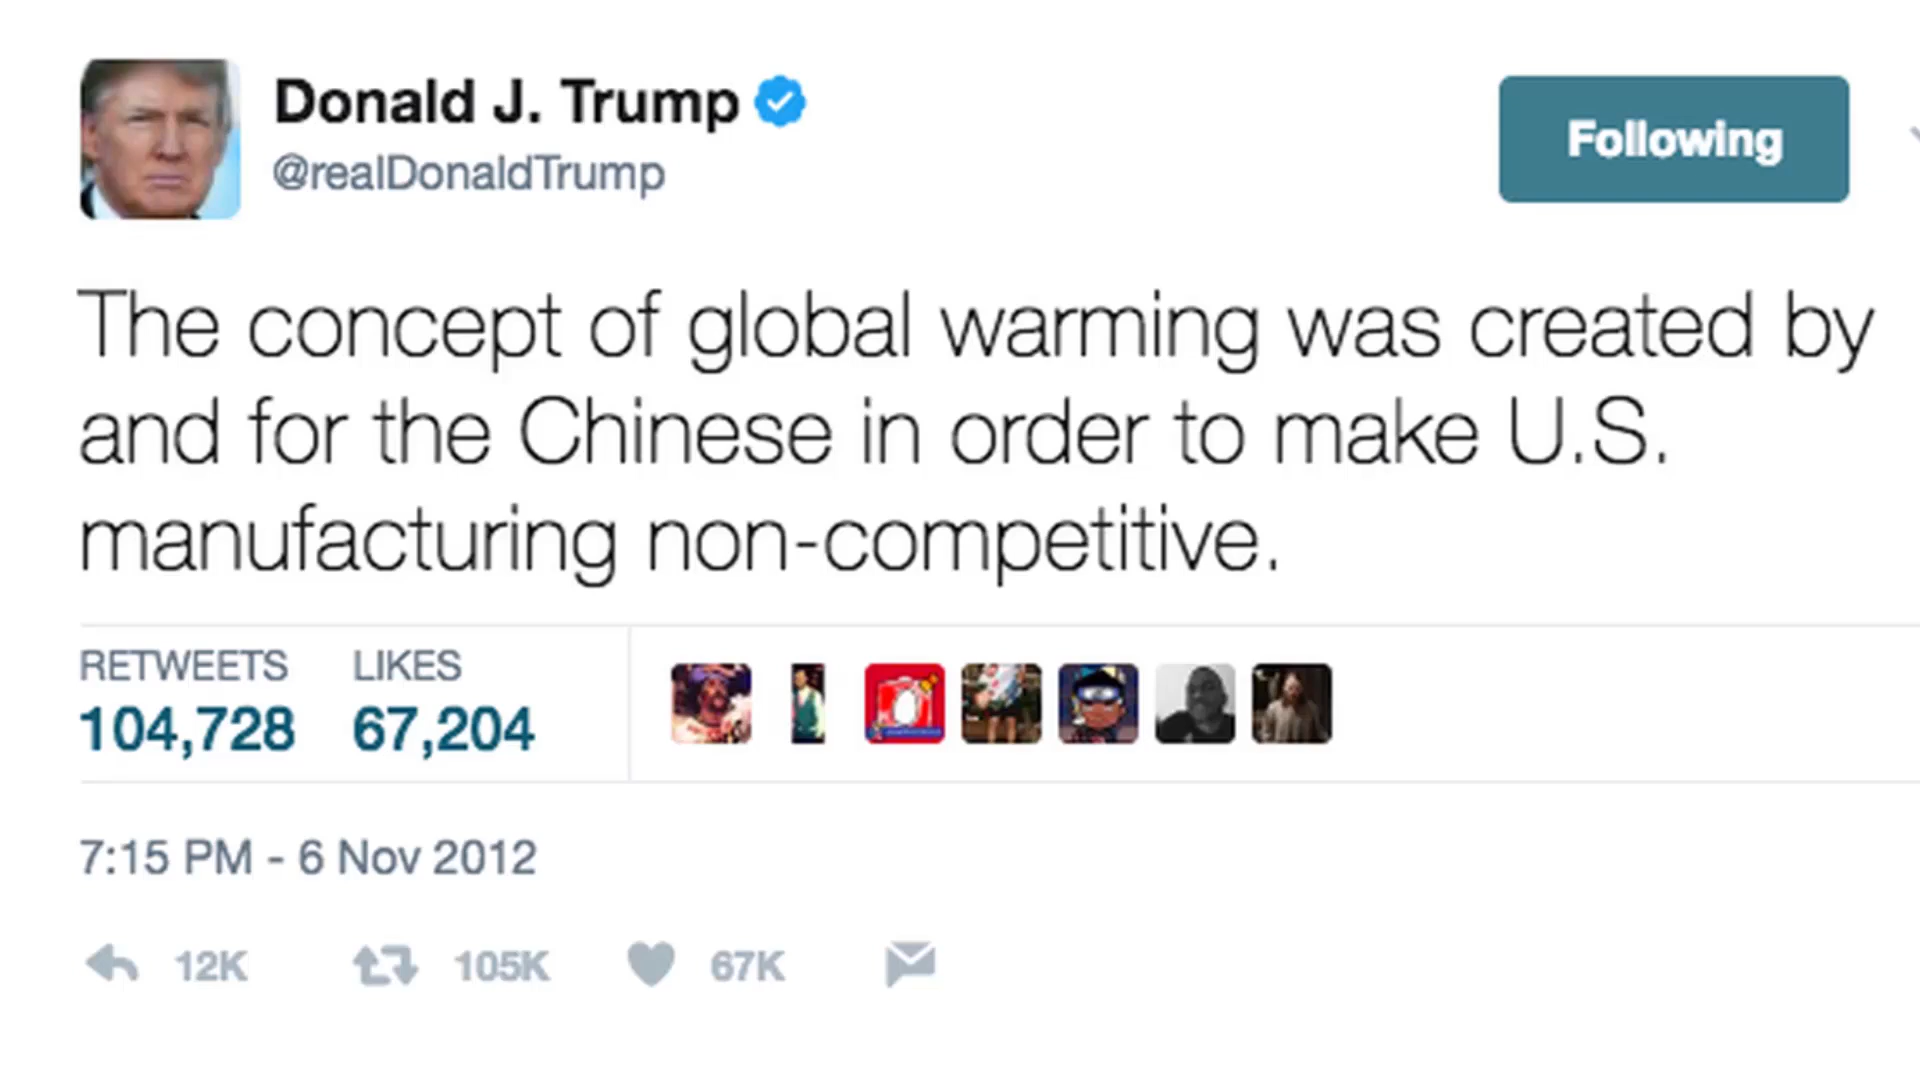 Donald J. Trump
@realDonaldTrump
Following
The concept of global warming was created by
and for the Chinese in order to make U.S.
manufacturing non-competitive.
RETWEETS LIKES
104,728 67,204
7:15 PM - 6 Nov 2012
12K 105K 67K